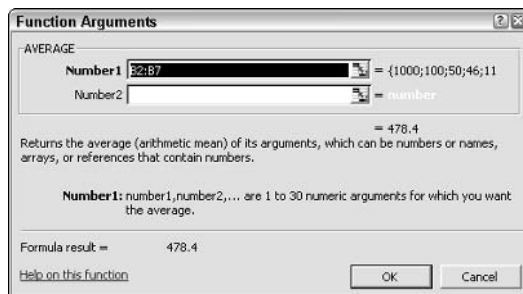 Function Arguments
AVERAGE
Number1 B2:B7 = {1000;100;50;46;11
Number2 = number
= 478.4
Returns the average (arithmetic mean) of its arguments, which can be numbers or names,
arrays, or references that contain numbers.
Number1: number1,number2,... are 1 to 30 numeric arguments for which you want
the average.
Formula result = 478.4
Help on this function
OK Cancel